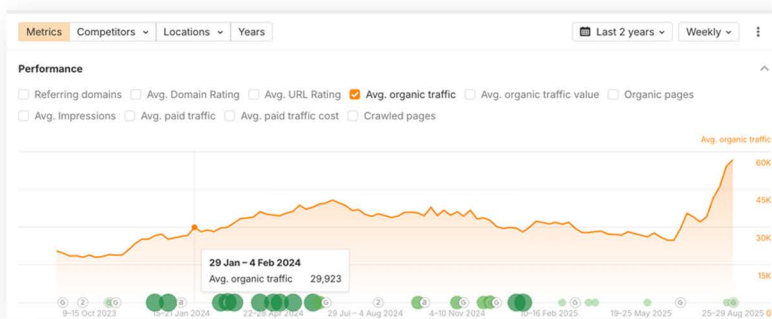 Metrics Competitors Locations Years Last 2 years Weekly
Performance
Referring domains Avg. Domain Rating Avg. URL Rating Avg. organic traffic Avg. organic traffic value Organic pages
Avg. Impressions Avg. paid traffic Avg. paid traffic cost Crawled pages
Avg. organic traffic
60K
45K
30K
29 Jan – 4 Feb 2024
Avg. organic traffic 29,923
15K
G 2 G a G 2 a G G G G G
9–15 Oct 2023 15–21 Jan 2024 22–28 Apr 2024 29 Jul – 4 Aug 2024 4–10 Nov 2024 10–16 Feb 2025 19–25 May 2025 25–29 Aug 2025 0